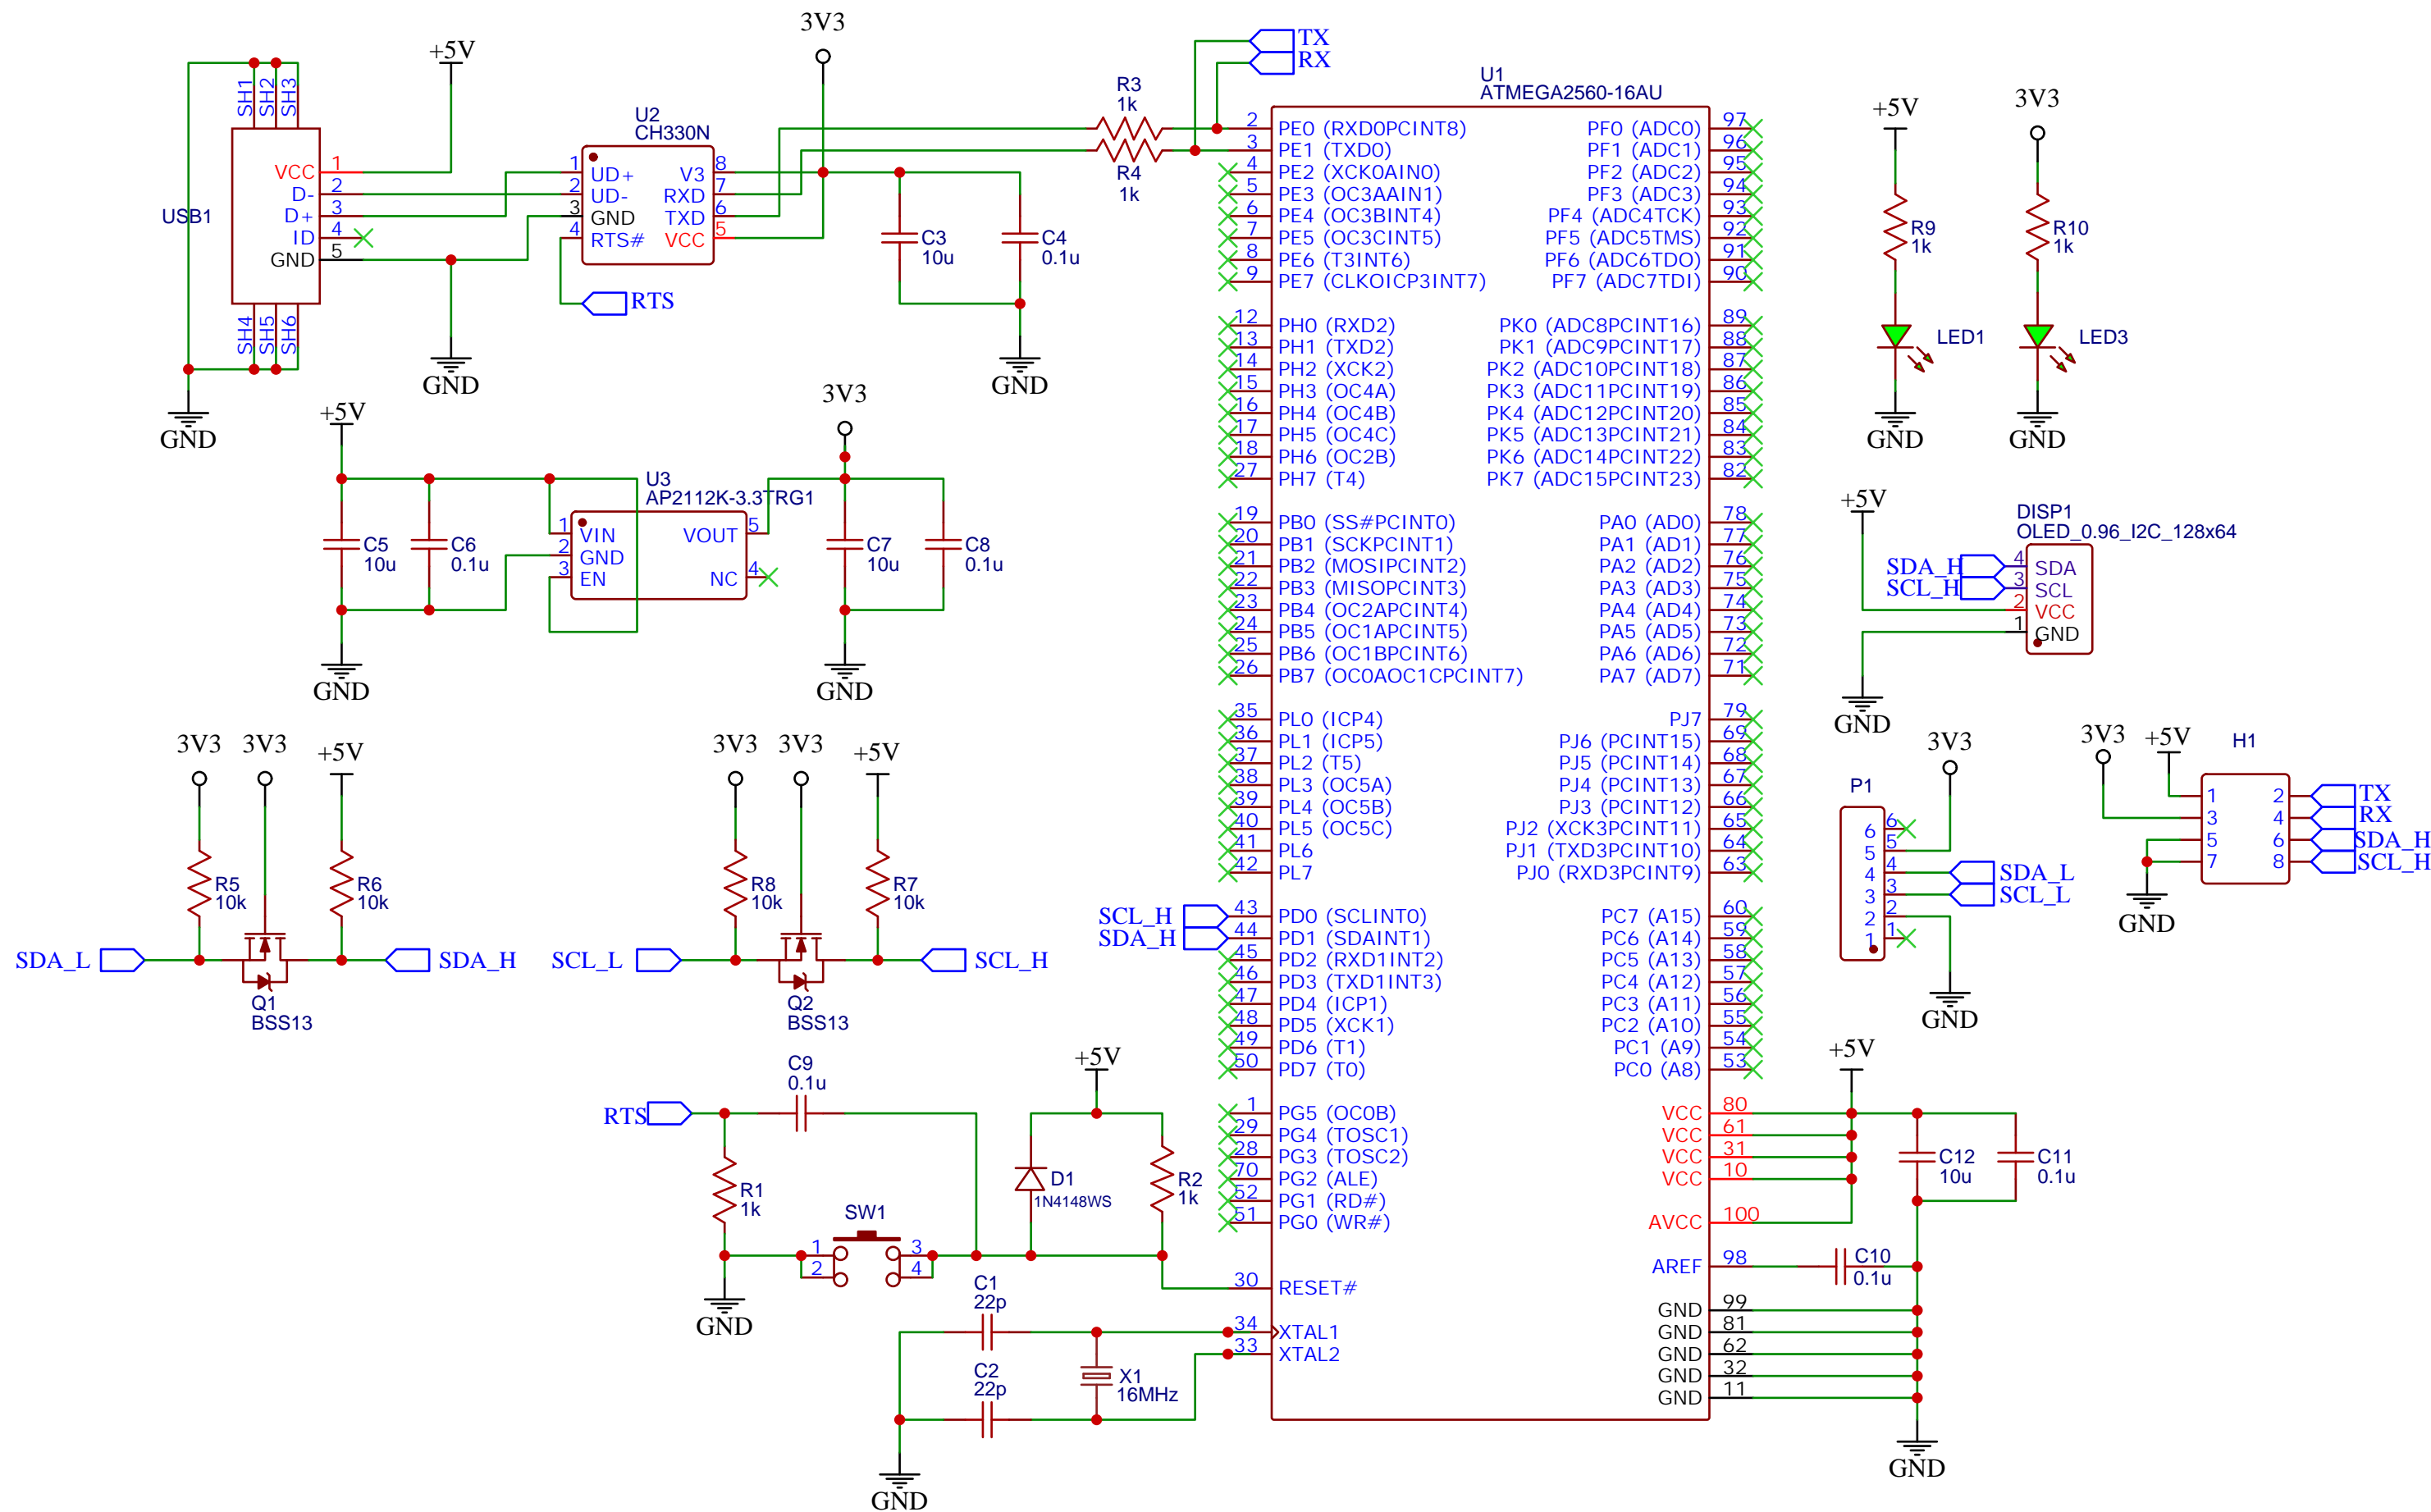 3V3
+5V
SH1
SH2
SH3
VCC 1
D- 2
D+ 3
ID 4
GND 5
USB1
SH4
SH5
SH6
GND
GND
U2
CH330N
1 UD+ V3 8
2 UD- RXD 7
3 GND TXD 6
4 RTS# VCC 5
RTS
C3
10u
C4
0.1u
GND
R3
1k
R4
1k
TX
RX
+5V
C5
10u
C6
0.1u
GND
U3
AP2112K-3.3TRG1
1 VIN VOUT 5
2 GND
3 EN NC 4
3V3
C7
10u
C8
0.1u
GND
3V3 3V3 +5V
R5
10k
R6
10k
SDA_L
SDA_H
Q1
BSS13
3V3 3V3 +5V
R8
10k
R7
10k
SCL_L
SCL_H
Q2
BSS13
RTS
C9
0.1u
R1
1k
GND
SW1
1 3
2 4
+5V
D1
1N4148WS
R2
1k
C1
22p
C2
22p
X1
16MHz
GND
SCL_H
SDA_H
U1
ATMEGA2560-16AU
2 PE0 (RXD0PCINT8) PF0 (ADC0) 97
3 PE1 (TXD0) PF1 (ADC1) 96
4 PE2 (XCK0AIN0) PF2 (ADC2) 95
5 PE3 (OC3AAIN1) PF3 (ADC3) 94
6 PE4 (OC3BINT4) PF4 (ADC4TCK) 93
7 PE5 (OC3CINT5) PF5 (ADC5TMS) 92
8 PE6 (T3INT6) PF6 (ADC6TDO) 91
9 PE7 (CLKOICP3INT7) PF7 (ADC7TDI) 90
12 PH0 (RXD2) PK0 (ADC8PCINT16) 89
13 PH1 (TXD2) PK1 (ADC9PCINT17) 88
14 PH2 (XCK2) PK2 (ADC10PCINT18) 87
15 PH3 (OC4A) PK3 (ADC11PCINT19) 86
16 PH4 (OC4B) PK4 (ADC12PCINT20) 85
17 PH5 (OC4C) PK5 (ADC13PCINT21) 84
18 PH6 (OC2B) PK6 (ADC14PCINT22) 83
27 PH7 (T4) PK7 (ADC15PCINT23) 82
19 PB0 (SS#PCINT0) PA0 (AD0) 78
20 PB1 (SCKPCINT1) PA1 (AD1) 77
21 PB2 (MOSIPCINT2) PA2 (AD2) 76
22 PB3 (MISOPCINT3) PA3 (AD3) 75
23 PB4 (OC2APCINT4) PA4 (AD4) 74
24 PB5 (OC1APCINT5) PA5 (AD5) 73
25 PB6 (OC1BPCINT6) PA6 (AD6) 72
26 PB7 (OC0AOC1CPCINT7) PA7 (AD7) 71
35 PL0 (ICP4) PJ7 79
36 PL1 (ICP5) PJ6 (PCINT15) 69
37 PL2 (T5) PJ5 (PCINT14) 68
38 PL3 (OC5A) PJ4 (PCINT13) 67
39 PL4 (OC5B) PJ3 (PCINT12) 66
40 PL5 (OC5C) PJ2 (XCK3PCINT11) 65
41 PL6 PJ1 (TXD3PCINT10) 64
42 PL7 PJ0 (RXD3PCINT9) 63
43 PD0 (SCLINT0) PC7 (A15) 60
44 PD1 (SDAINT1) PC6 (A14) 59
45 PD2 (RXD1INT2) PC5 (A13) 58
46 PD3 (TXD1INT3) PC4 (A12) 57
47 PD4 (ICP1) PC3 (A11) 56
48 PD5 (XCK1) PC2 (A10) 55
49 PD6 (T1) PC1 (A9) 54
50 PD7 (T0) PC0 (A8) 53
1 PG5 (OC0B) VCC 80
29 PG4 (TOSC1) VCC 61
28 PG3 (TOSC2) VCC 31
70 PG2 (ALE) VCC 10
52 PG1 (RD#)
51 PG0 (WR#) AVCC 100
30 RESET# AREF 98
GND 99
34 XTAL1 GND 81
33 XTAL2 GND 62
GND 32
GND 11
+5V
R9
1k
LED1
GND
3V3
R10
1k
LED3
GND
+5V
DISP1
OLED_0.96_I2C_128x64
SDA_H 4 SDA
SCL_H 3 SCL
2 VCC
1 GND
GND
P1
3V3
6 6
5 5
4 4 SDA_L
3 3 SCL_L
2 2
1 1
GND
3V3 +5V
H1
1 2 TX
3 4 RX
5 6 SDA_H
7 8 SCL_H
GND
+5V
C12
10u
C11
0.1u
C10
0.1u
GND